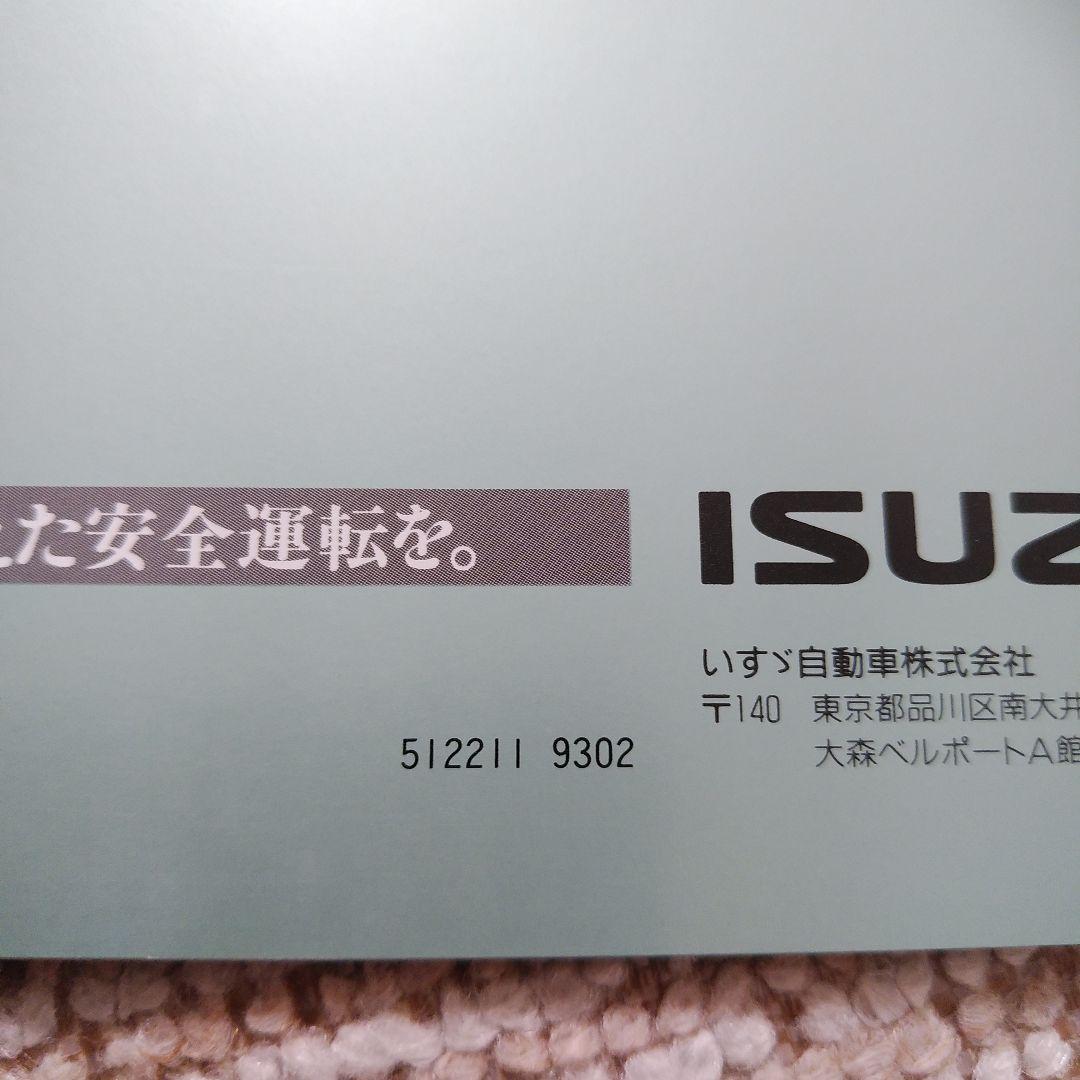 た安全運転を。
ISUZ
いすゞ自動車株式会社
〒140 東京都品川区南大井
大森ベルポートA館
512211 9302